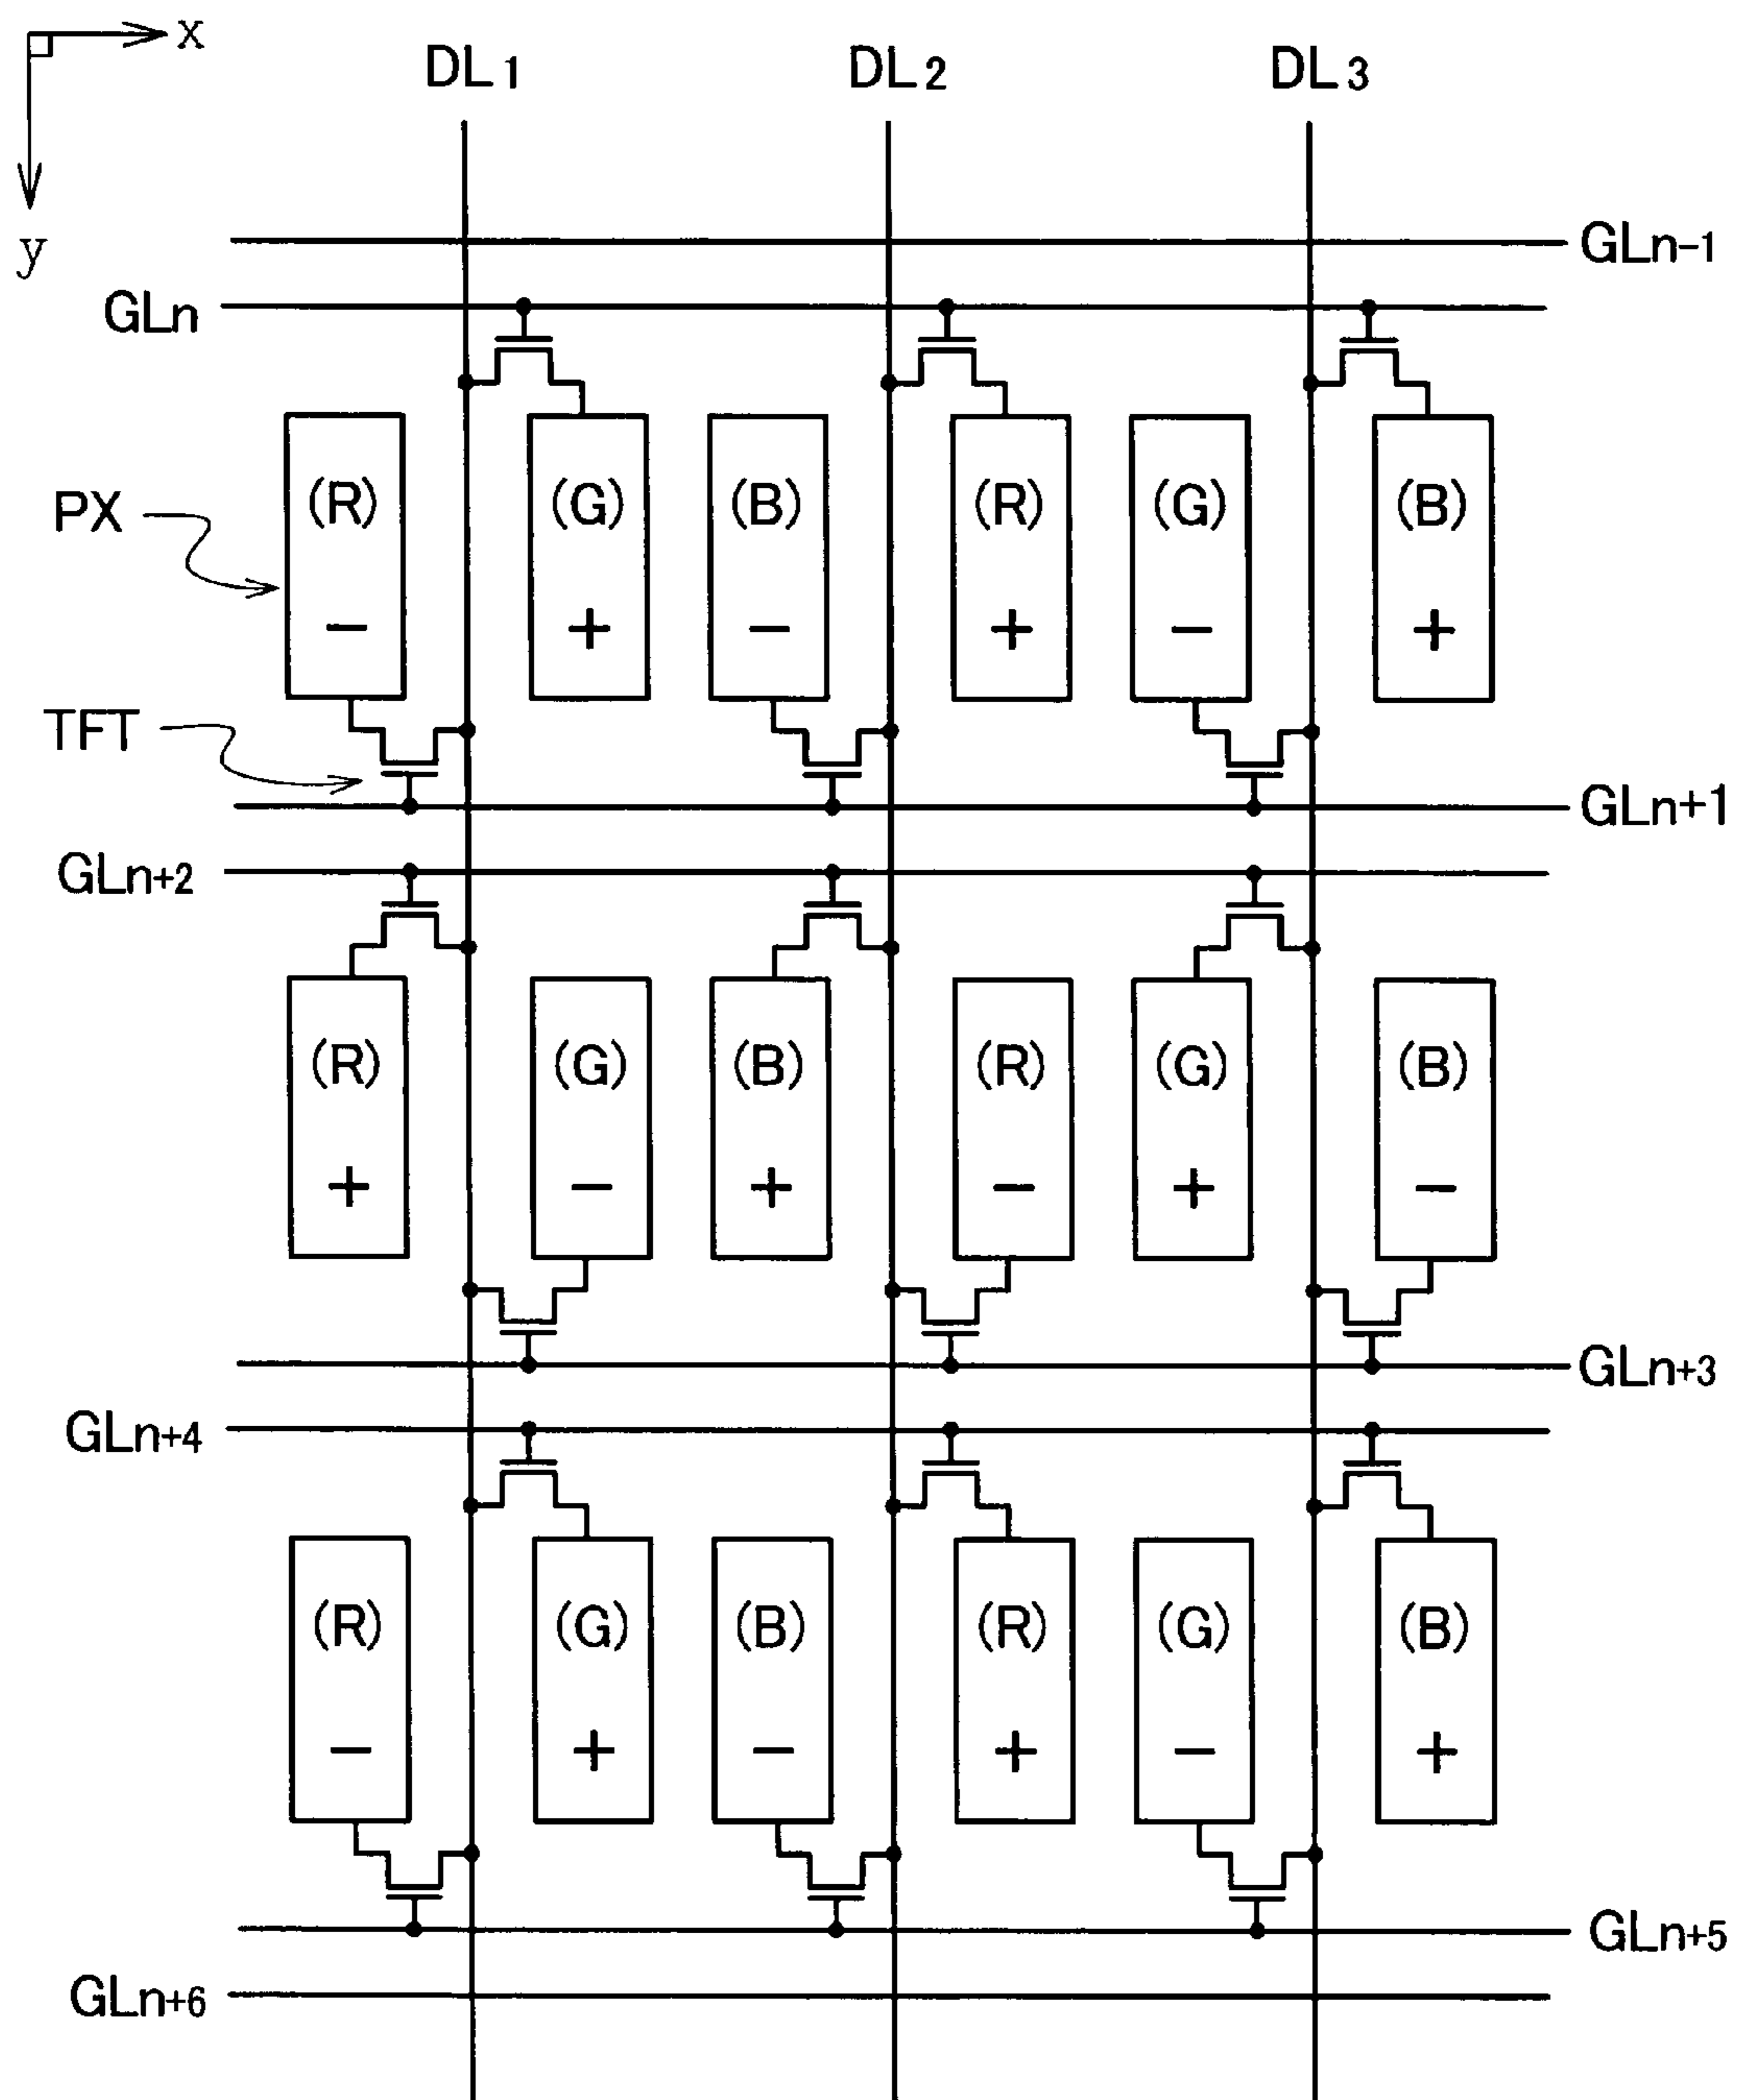 x
y
DL1 DL2 DL3
GLn-1
GLn
PX
(R) (G) (B) (R) (G) (B)
− + − + − +
TFT
GLn+1
GLn+2
(R) (G) (B) (R) (G) (B)
+ − + − + −
GLn+3
GLn+4
(R) (G) (B) (R) (G) (B)
− + − + − +
GLn+5
GLn+6